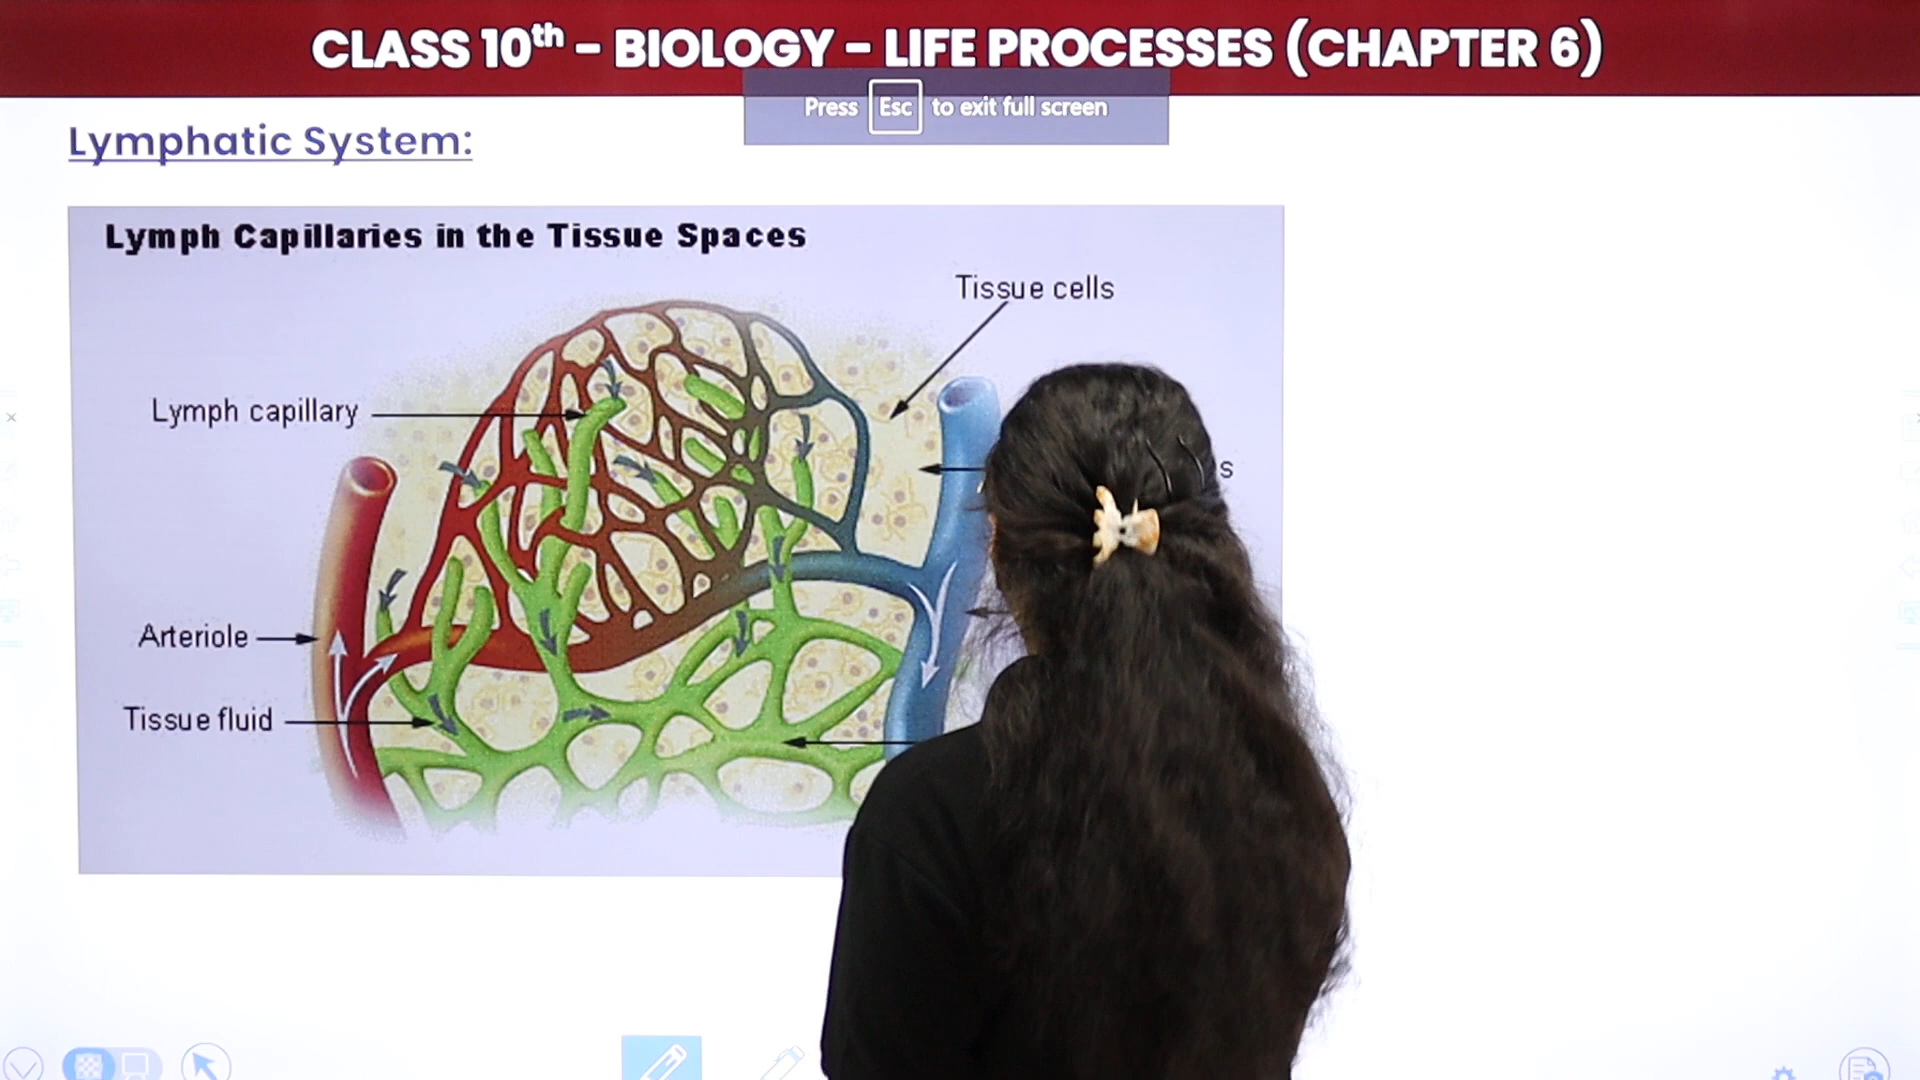 CLASS 10th - BIOLOGY - LIFE PROCESSES (CHAPTER 6)
Press Esc to exit full screen
Lymphatic System:
Lymph Capillaries in the Tissue Spaces
Tissue cells
Lymph capillary
s
Arteriole
Tissue fluid